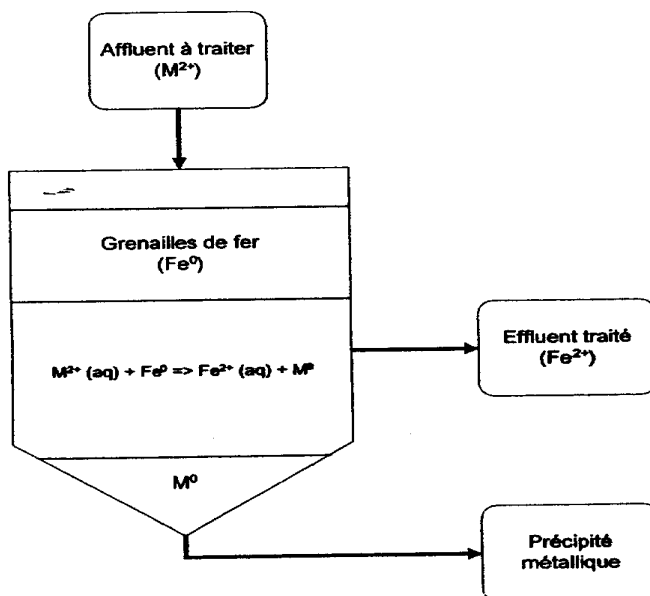 Affluent à traiter
(M²⁺)
Grenailles de fer
(Fe⁰)
M²⁺ (aq) + Fe⁰ => Fe²⁺ (aq) + M⁰
Effluent traité
(Fe²⁺)
M⁰
Précipité
métallique